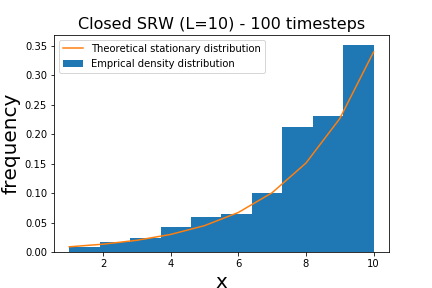 Closed SRW (L=10) - 100 timesteps
Theoretical stationary distribution
Emprical density distribution
frequency
0.35
0.30
0.25
0.20
0.15
0.10
0.05
0.00
2
4
6
8
10
x